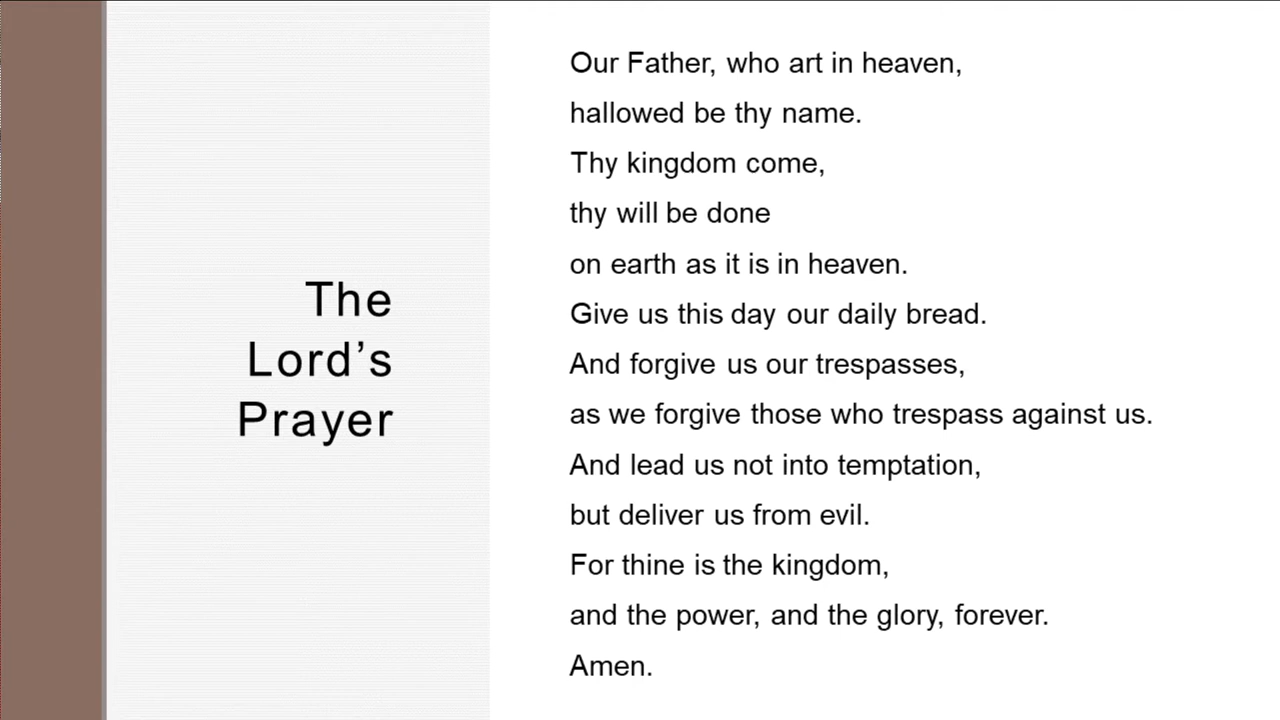 The
Lord’s
Prayer
Our Father, who art in heaven,
hallowed be thy name.
Thy kingdom come,
thy will be done
on earth as it is in heaven.
Give us this day our daily bread.
And forgive us our trespasses,
as we forgive those who trespass against us.
And lead us not into temptation,
but deliver us from evil.
For thine is the kingdom,
and the power, and the glory, forever.
Amen.